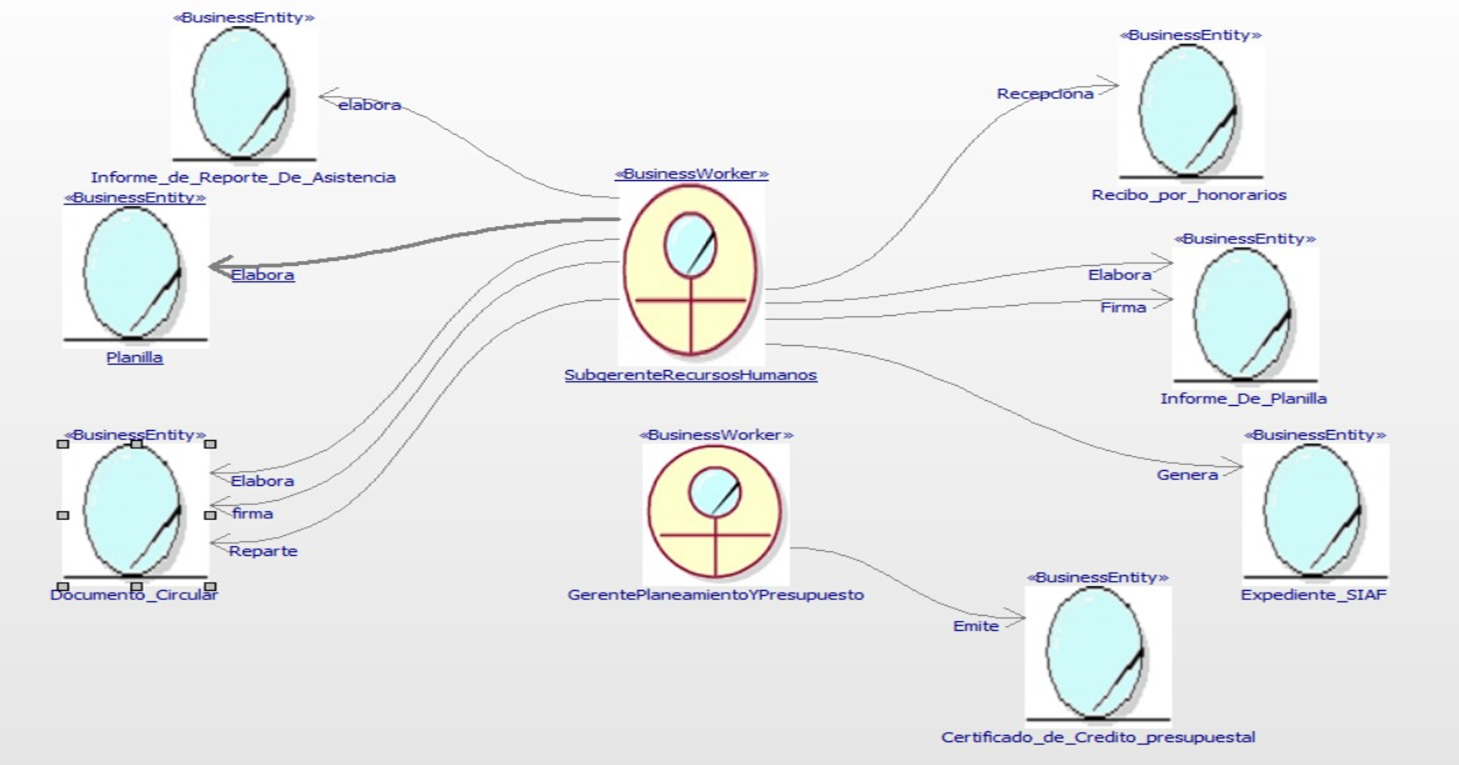 «BusinessEntity»
elabora
Informe_de_Reporte_De_Asistencia
«BusinessEntity»
Elabora
Planilla
«BusinessEntity»
Elabora
firma
Reparte
Documento_Circular
«BusinessWorker»
SubgerenteRecursosHumanos
«BusinessWorker»
GerentePlaneamientoYPresupuesto
«BusinessEntity»
Recepciona
Recibo_por_honorarios
«BusinessEntity»
Elabora
Firma
Informe_De_Planilla
«BusinessEntity»
Genera
Expediente_SIAF
«BusinessEntity»
Emite
Certificado_de_Credito_presupuestal